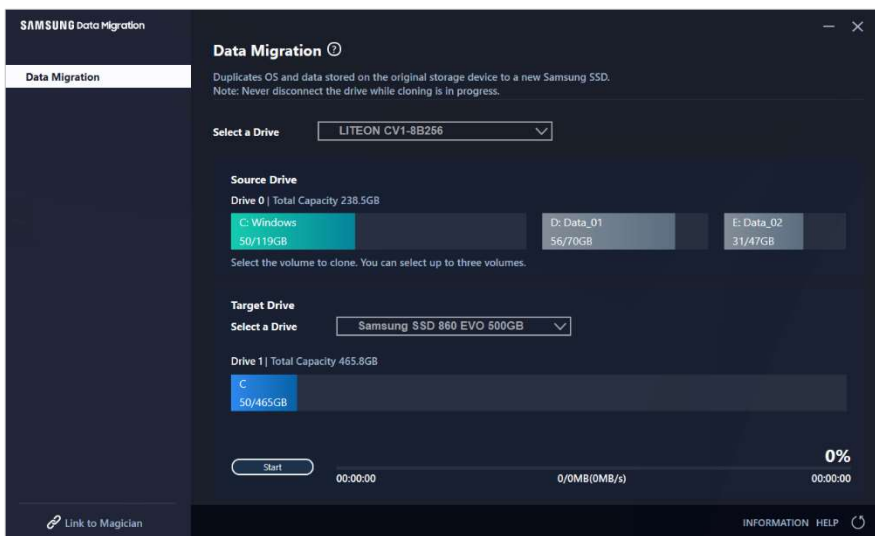 SAMSUNG Data Migration
Data Migration
Data Migration ?
Duplicates OS and data stored on the original storage device to a new Samsung SSD.
Note: Never disconnect the drive while cloning is in progress.
Select a Drive LITEON CV1-8B256
Source Drive
Drive 0 | Total Capacity 238.5GB
C: Windows D: Data_01 E: Data_02
50/119GB 56/70GB 31/47GB
Select the volume to clone. You can select up to three volumes.
Target Drive
Select a Drive Samsung SSD 860 EVO 500GB
Drive 1 | Total Capacity 465.8GB
C
50/465GB
0%
Start
00:00:00 0/0MB(0MB/s) 00:00:00
Link to Magician INFORMATION HELP